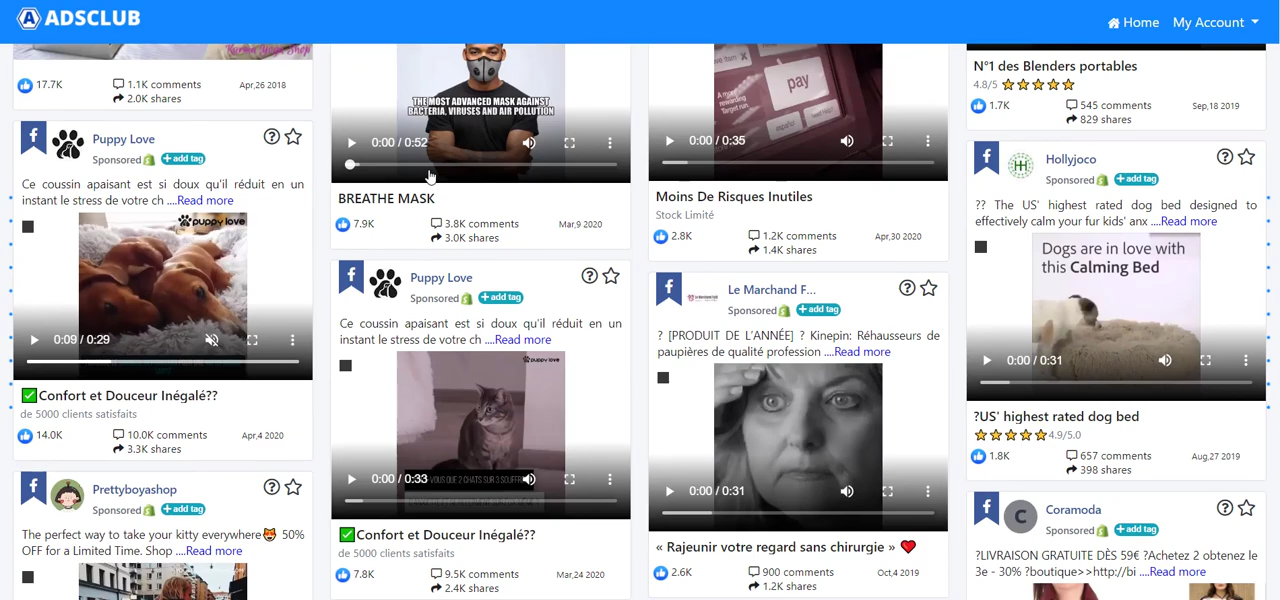 ADSCLUB
Home My Account
Karma Yoga Shop
17.7K
1.1K comments
2.0K shares
Apr,26 2018
Puppy Love
Sponsored + add tag
Ce coussin apaisant est si doux qu'il réduit en un
instant le stress de votre ch ....Read more
puppy love
0:09 / 0:29
✅Confort et Douceur Inégalé??
de 5000 clients satisfaits
14.0K
10.0K comments
3.3K shares
Apr,4 2020
Prettyboyashop
Sponsored + add tag
The perfect way to take your kitty everywhere😻 50%
OFF for a Limited Time. Shop ....Read more
THE MOST ADVANCED MASK AGAINST
BACTERIA, VIRUSES AND AIR POLLUTION
0:00 / 0:52
BREATHE MASK
7.9K
3.8K comments
3.0K shares
Mar,9 2020
Puppy Love
Sponsored + add tag
Ce coussin apaisant est si doux qu'il réduit en un
instant le stress de votre ch ....Read more
puppy love
0:00 / 0:33
VOUS QUE 2 CHATS SUR 3 SOUFFR
✅Confort et Douceur Inégalé??
de 5000 clients satisfaits
7.8K
9.5K comments
2.4K shares
Mar,24 2020
pay
español
0:00 / 0:35
Moins De Risques Inutiles
Stock Limité
2.8K
1.2K comments
1.4K shares
Apr,30 2020
Le Marchand F...
Sponsored + add tag
? [PRODUIT DE L'ANNÉE] ? Kinepin: Réhausseurs de
paupières de qualité profession ....Read more
0:00 / 0:31
« Rajeunir votre regard sans chirurgie » ❤️
2.6K
900 comments
1.2K shares
Oct,4 2019
N°1 des Blenders portables
4.8/5 ⭐⭐⭐⭐⭐
1.7K
545 comments
829 shares
Sep,18 2019
Hollyjoco
Sponsored + add tag
?? The US' highest rated dog bed designed to
effectively calm your fur kids' anx ....Read more
Dogs are in love with
this Calming Bed
0:00 / 0:31
?US' highest rated dog bed
⭐⭐⭐⭐⭐4.9/5.0
1.8K
657 comments
398 shares
Aug,27 2019
C
Coramoda
Sponsored + add tag
?LIVRAISON GRATUITE DÈS 59€ ?Achetez 2 obtenez le
3e - 30% ?boutique>>http://bi ....Read more